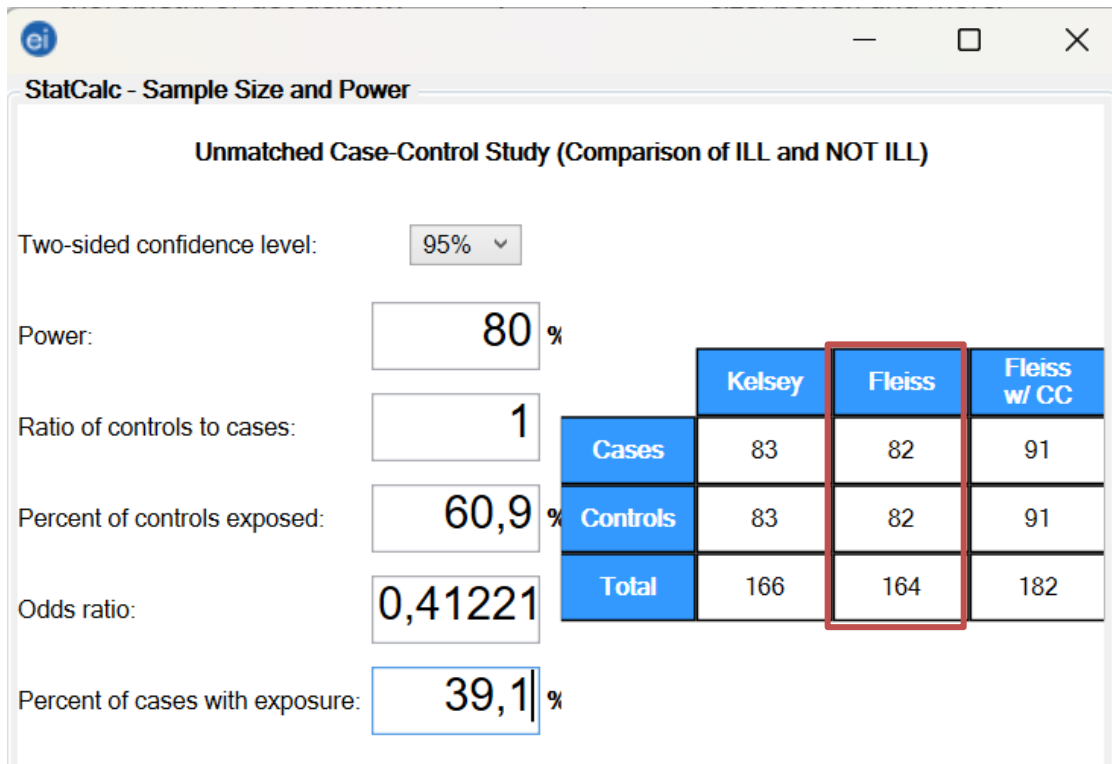 ei
StatCalc - Sample Size and Power
Unmatched Case-Control Study (Comparison of ILL and NOT ILL)
Two-sided confidence level: 95%
Power: 80 %
Ratio of controls to cases: 1
Percent of controls exposed: 60,9 %
Odds ratio: 0,41221
Percent of cases with exposure: 39,1 %
Kelsey Fleiss Fleiss w/ CC
Cases 83 82 91
Controls 83 82 91
Total 166 164 182